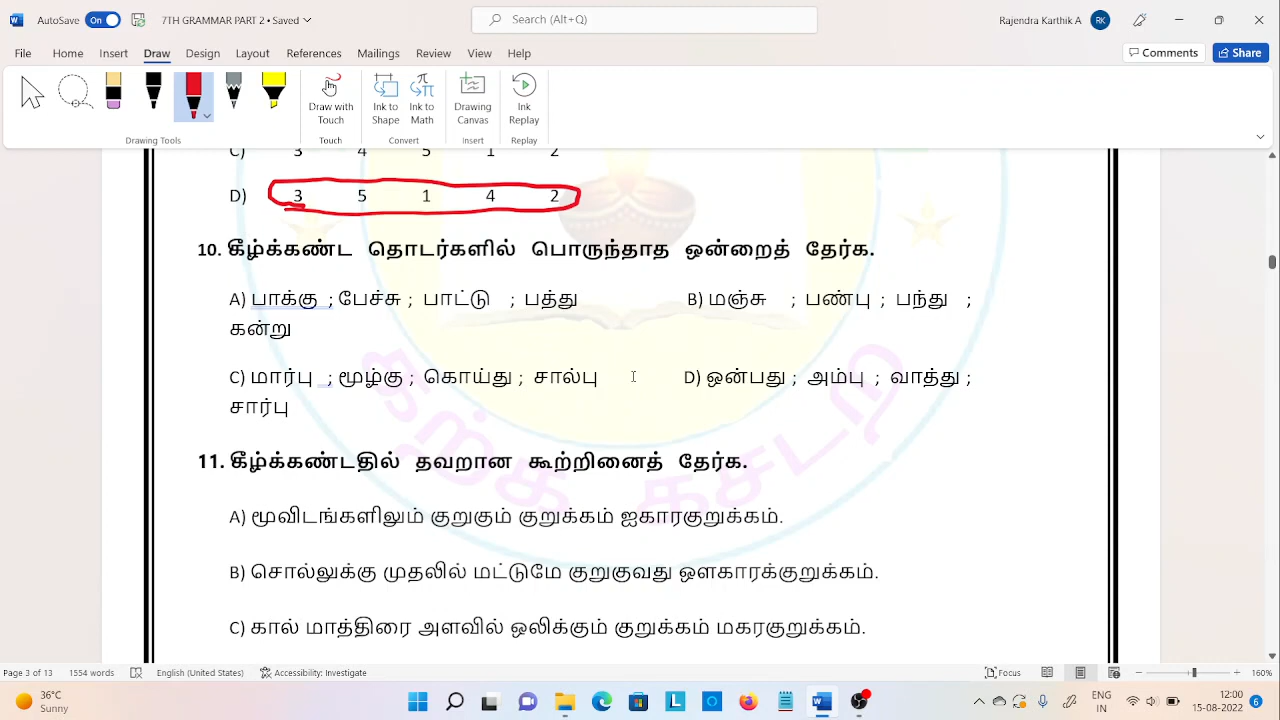 AutoSave On 7TH GRAMMAR PART 2 • Saved Search (Alt+Q) Rajendra Karthik A RK
File Home Insert Draw Design Layout References Mailings Review View Help Comments Share
Draw with Touch Ink to Shape Ink to Math Drawing Canvas Ink Replay
Drawing Tools Touch Convert Insert Replay
C) 3 4 5 1 2
D) 3 5 1 4 2
10. கீழ்க்கண்ட தொடர்களில் பொருந்தாத ஒன்றைத் தேர்க.
A) பாக்கு ; பேச்சு ; பாட்டு ; பத்து B) மஞ்சு ; பண்பு ; பந்து ;
கன்று
C) மார்பு ; மூழ்கு ; கொய்து ; சால்பு D) ஒன்பது ; அம்பு ; வாத்து ;
சார்பு
11. கீழ்க்கண்டதில் தவறான கூற்றினைத் தேர்க.
A) மூவிடங்களிலும் குறுகும் குறுக்கம் ஐகாரகுறுக்கம்.
B) சொல்லுக்கு முதலில் மட்டுமே குறுகுவது ஔகாரக்குறுக்கம்.
C) கால் மாத்திரை அளவில் ஒலிக்கும் குறுக்கம் மகரகுறுக்கம்.
கற்க கசடற
Page 3 of 13 1554 words English (United States) Accessibility: Investigate Focus 160%
36°C
Sunny
ENG
IN
12:00
15-08-2022
6